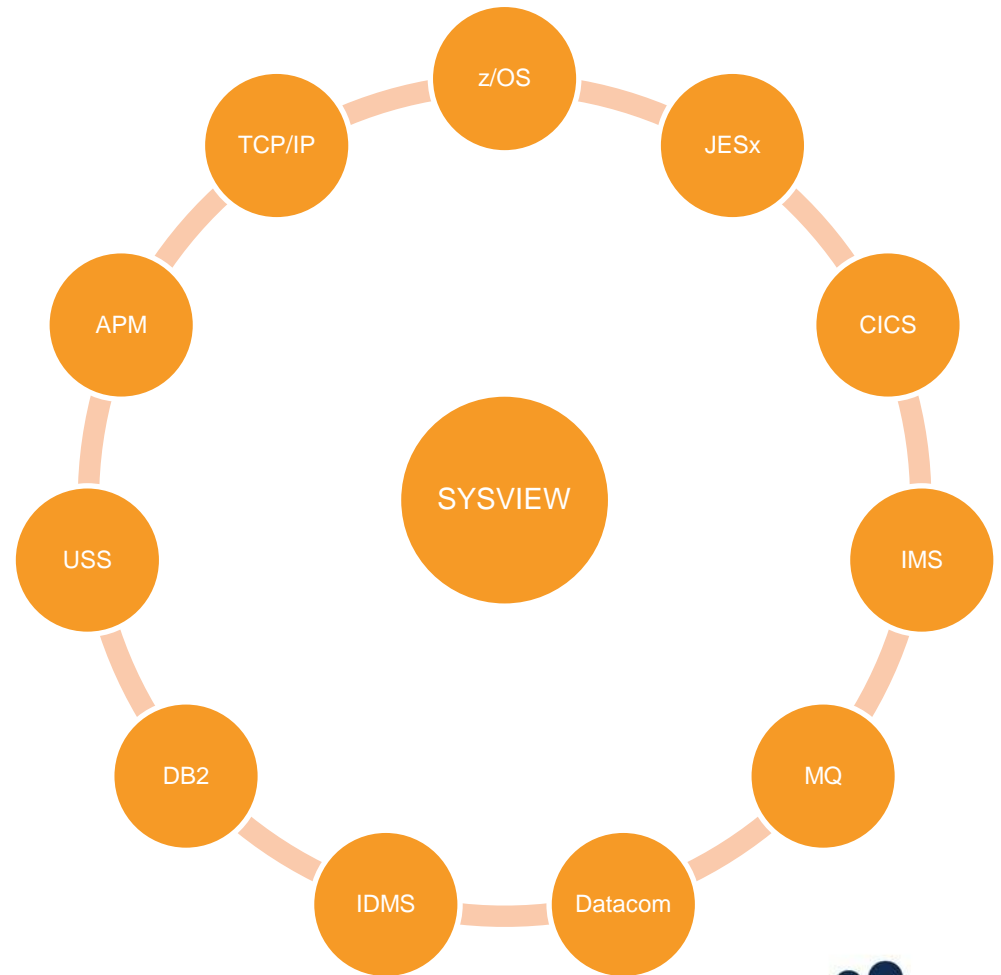 z/OS
JESx
CICS
IMS
MQ
Datacom
IDMS
DB2
USS
APM
TCP/IP
SYSVIEW